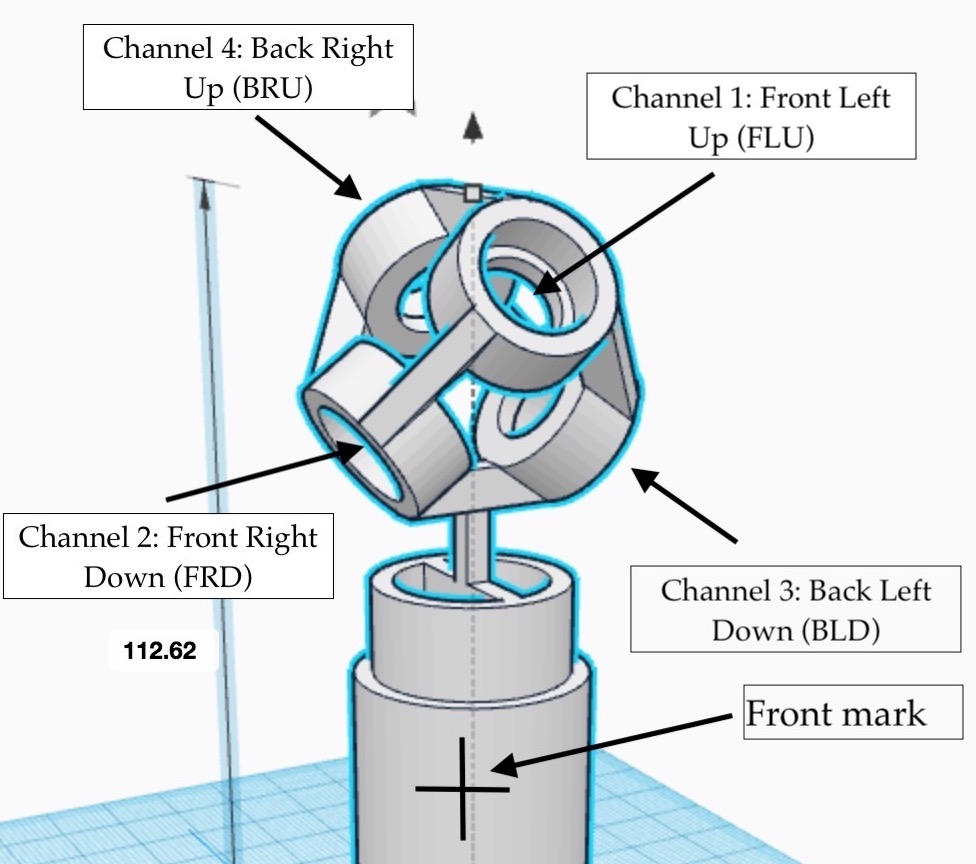 Channel 4: Back Right
Up (BRU)
Channel 1: Front Left
Up (FLU)
Channel 2: Front Right
Down (FRD)
Channel 3: Back Left
Down (BLD)
112.62
Front mark